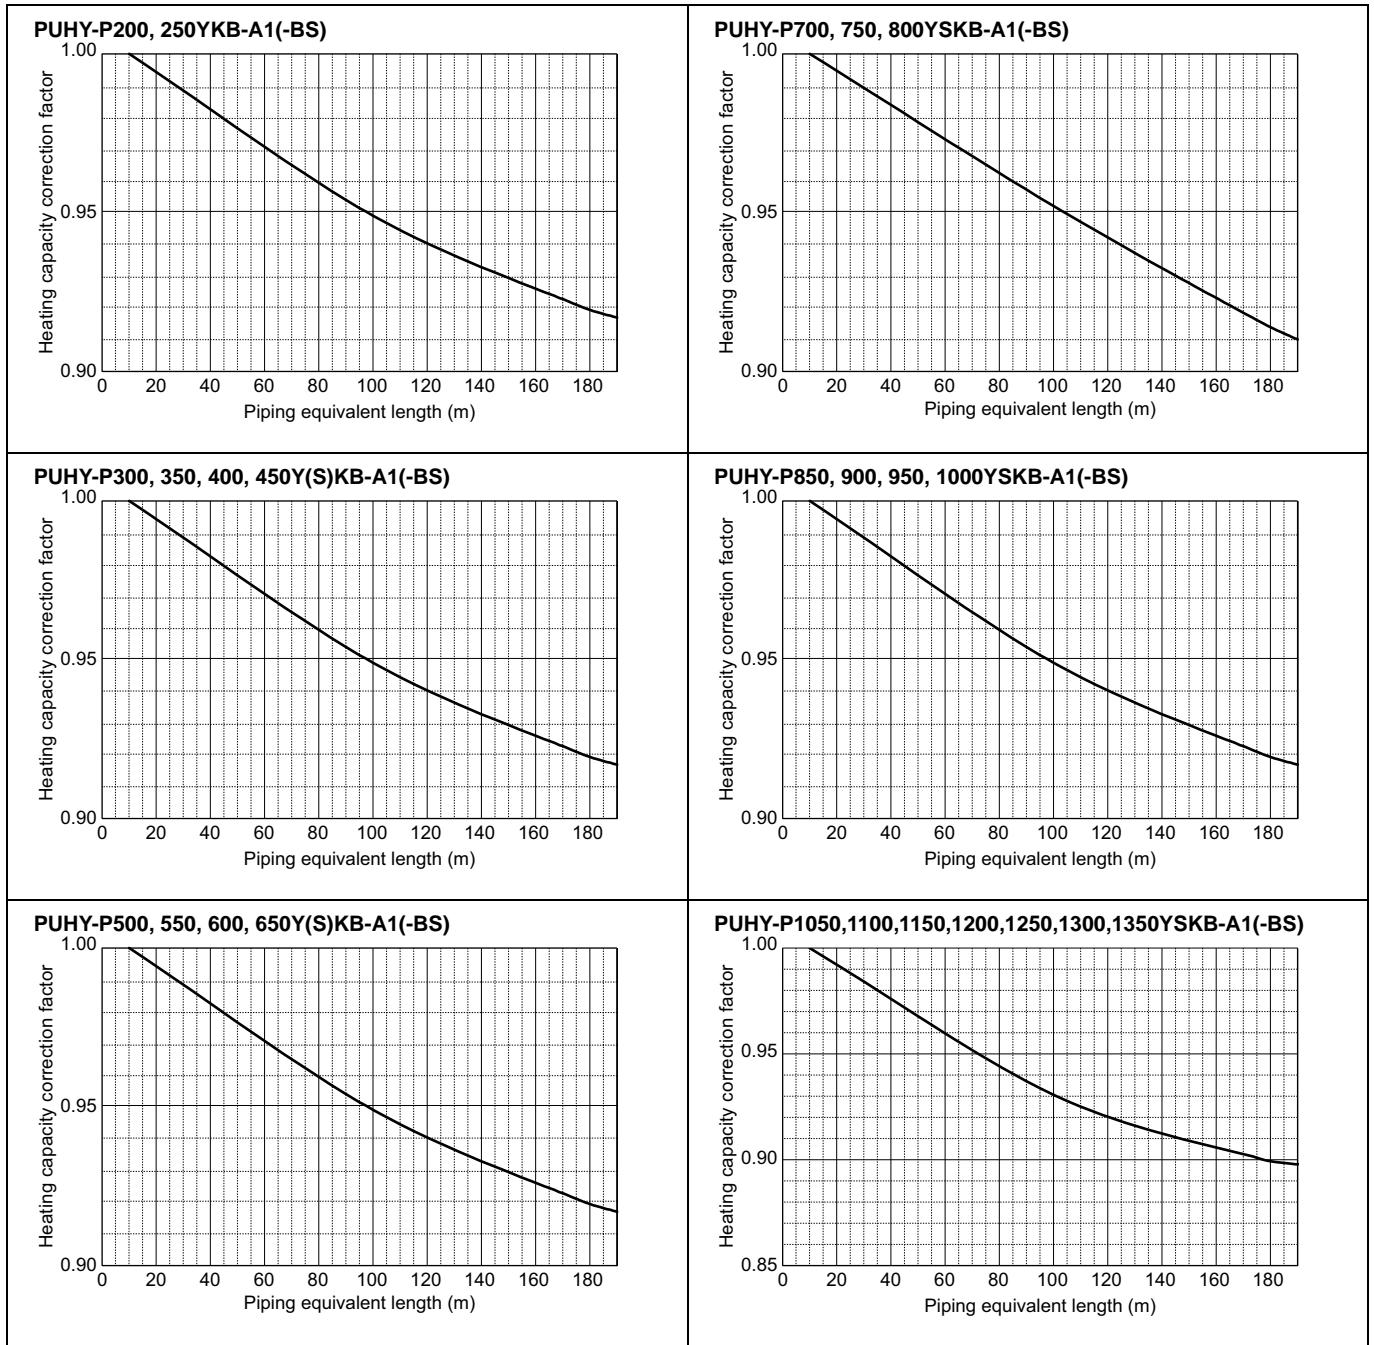 PUHY-P200, 250YKB-A1(-BS)
Heating capacity correction factor
1.00
0.95
0.90
0 20 40 60 80 100 120 140 160 180
Piping equivalent length (m)
PUHY-P700, 750, 800YSKB-A1(-BS)
Heating capacity correction factor
1.00
0.95
0.90
0 20 40 60 80 100 120 140 160 180
Piping equivalent length (m)
PUHY-P300, 350, 400, 450Y(S)KB-A1(-BS)
Heating capacity correction factor
1.00
0.95
0.90
0 20 40 60 80 100 120 140 160 180
Piping equivalent length (m)
PUHY-P850, 900, 950, 1000YSKB-A1(-BS)
Heating capacity correction factor
1.00
0.95
0.90
0 20 40 60 80 100 120 140 160 180
Piping equivalent length (m)
PUHY-P500, 550, 600, 650Y(S)KB-A1(-BS)
Heating capacity correction factor
1.00
0.95
0.90
0 20 40 60 80 100 120 140 160 180
Piping equivalent length (m)
PUHY-P1050,1100,1150,1200,1250,1300,1350YSKB-A1(-BS)
Heating capacity correction factor
1.00
0.95
0.90
0.85
0 20 40 60 80 100 120 140 160 180
Piping equivalent length (m)